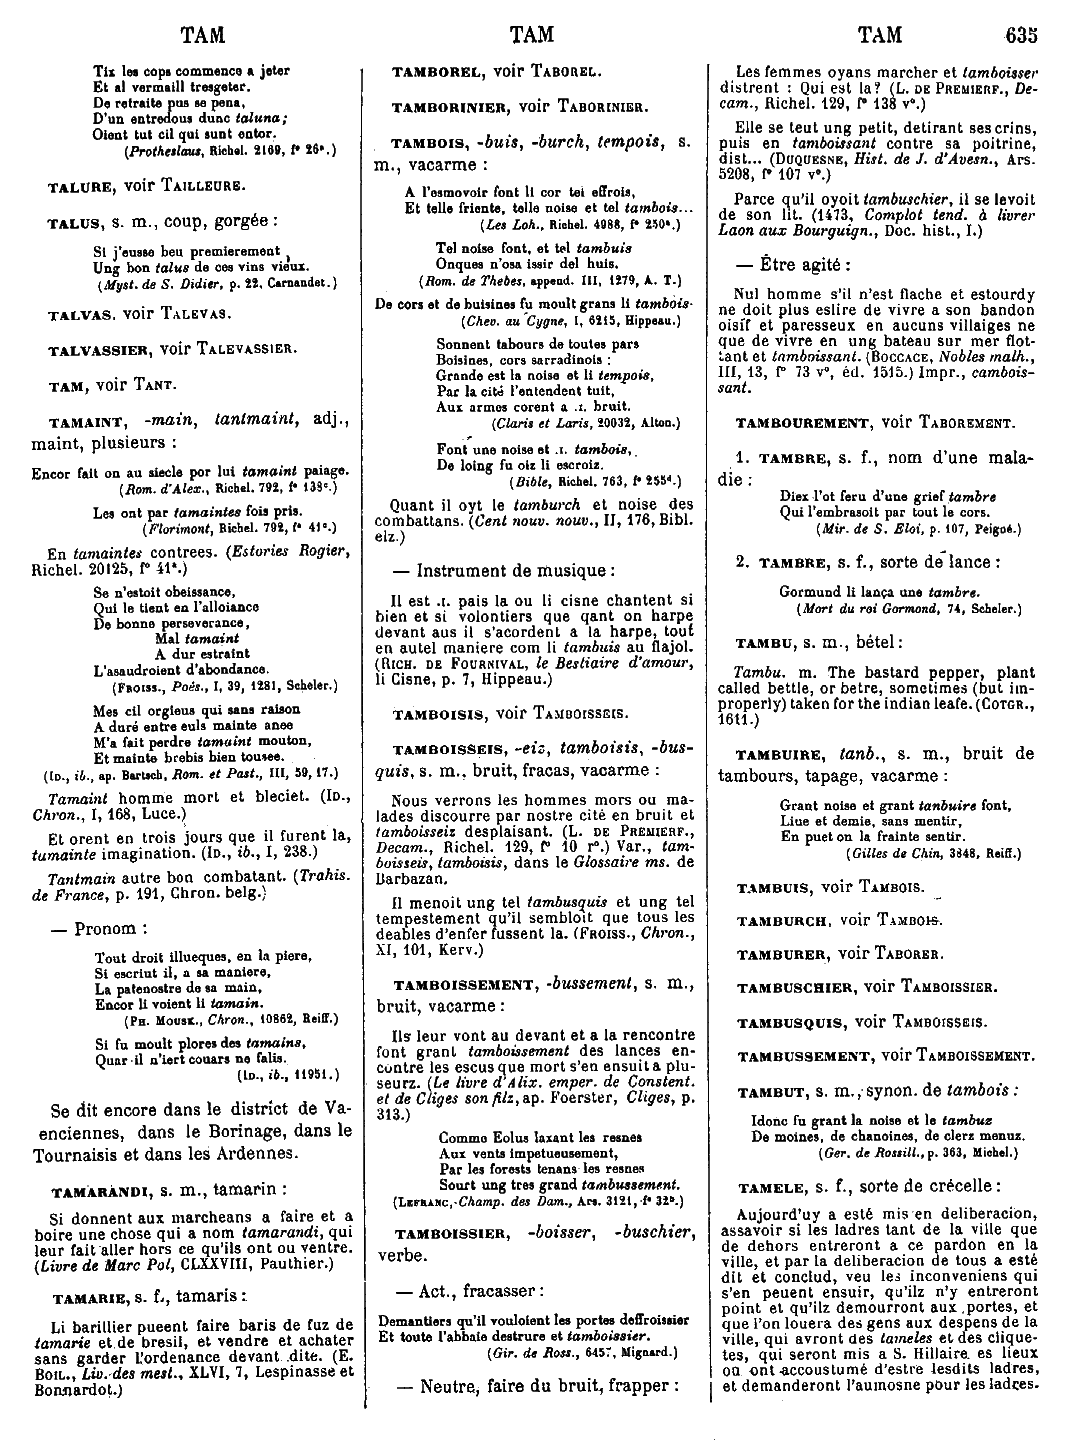 TAM
TAM
TAM
635
Tix les cops commence a jeter
Et al vermaill tresgeter.
De retraite pus se pena,
D'un entredous dunc taluna;
Oient tut cil qui sunt entor.
(Protheslaus, Richel. 2169, f° 26ª.)
TALURE, voir TAILLEURE.
TALUS, s. m., coup, gorgée :
Si j'eusse beu premierement,
Ung bon talus de ces vins vieux.
(Myst. de S. Didier, p. 22, Carnandet.)
TALVAS, voir TALEVAS.
TALVASSIER, voir TALEVASSIER.
TAM, voir TANT.
TAMAINT, -main, tantmaint, adj.,
maint, plusieurs :
Encor fait on au siecle por lui tamaint paiage.
(Rom. d'Alex., Richel. 792, f° 138ᶜ.)
Les ont par tamaintes fois pris.
(Florimont, Richel. 792, f° 41ᶜ.)
En tamaintes contrees. (Estories Rogier,
Richel. 20125, f° 41ª.)
Se n'estoit obeissance,
Qui le tient en l'alloiance
De bonne perseverance,
Mal tamaint
A dur estraint
L'asaudroient d'abondance.
(FROISS., Poés., I, 39, 1281, Scheler.)
Mes cil orgieus qui sans raison
A duré entre euls mainte anee
M'a fait perdre tamaint mouton,
Et mainte brebis bien tousee.
(ID., ib., ap. Bartsch, Rom. et Past., III, 59, 17.)
Tamaint homme mort et bleciet. (ID.,
Chron., I, 168, Luce.)
Et orent en trois jours que il furent la,
tumainte imagination. (ID., ib., I, 238.)
Tantmain autre bon combatant. (Trahis.
de France, p. 191, Chron. belg.)
— Pronom :
Tout droit illueques, en la piere,
Si escriut il, a sa maniere,
La patenostre de sa main,
Encor li voient li tamain.
(PH. MOUSK., Chron., 10862, Reiff.)
Si fu moult plores des tamains,
Quar il n'iert couars ne falis.
(ID., ib., 11951.)
Se dit encore dans le district de Va-
enciennes, dans le Borinage, dans le
Tournaisis et dans les Ardennes.
TAMARANDI, s. m., tamarin :
Si donnent aux marcheans a faire et a
boire une chose qui a nom tamarandi, qui
leur fait aller hors ce qu'ils ont ou ventre.
(Livre de Marc Pol, CLXXVIII, Pauthier.)
TAMARIE, s. f., tamaris :
Li barillier pueent faire baris de fuz de
tamarie et de bresil, et vendre et achater
sans garder l'ordenance devant dite. (E.
BOIL., Liv. des mest., XLVI, 7, Lespinasse et
Bonnardot.)
TAMBOREL, voir TABOREL.
TAMBORINIER, voir TABORINIER.
TAMBOIS, -buis, -burch, tempois, s.
m., vacarme :
A l'esmovoir font li cor tei effrois,
Et telle friente, telle noise et tel tambois...
(Les Loh., Richel. 4988, f° 250ª.)
Tel noise font, et tel tambuis
Onques n'osa issir del huis.
(Rom. de Thebes, append. III, 1279, A. T.)
De cors et de buisines fu moult grans li tambois.
(Chev. au Cygne, I, 6215, Hippeau.)
Sonnent tabours de toutes pars
Boisines, cors sarradinois :
Grande est la noise et li tempois,
Par la cité l'entendent tuit,
Aux armes corent a .I. bruit.
(Claris et Laris, 20032, Alton.)
Font une noise et .I. tambois,
De loing fu oiz li escroiz.
(Bible, Richel. 763, f° 255ᵈ.)
Quant il oyt le tamburch et noise des
combattans. (Cent nouv. nouv., II, 176, Bibl.
elz.)
— Instrument de musique :
Il est .I. pais la ou li cisne chantent si
bien et si volontiers que qant on harpe
devant aus il s'acordent a la harpe, tout
en autel maniere com li tambuis au flajol.
(RICH. DE FOURNIVAL, le Bestiaire d'amour,
li Cisne, p. 7, Hippeau.)
TAMBOISIS, voir TAMBOISSEIS.
TAMBOISSEIS, -eiz, tamboisis, -bus-
quis, s. m., bruit, fracas, vacarme :
Nous verrons les hommes mors ou ma-
lades discourre par nostre cité en bruit et
tamboisseiz desplaisant. (L. DE PREMIERF.,
Decam., Richel. 129, f° 10 r°.) Var., tam-
boisseis, tamboisis, dans le Glossaire ms. de
Barbazan.
Il menoit ung tel tambusquis et ung tel
tempestement qu'il sembloit que tous les
deables d'enfer fussent la. (FROISS., Chron.,
XI, 101, Kerv.)
TAMBOISSEMENT, -bussement, s. m.,
bruit, vacarme :
Ils leur vont au devant et a la rencontre
font grant tamboissement des lances en-
contre les escus que mort s'en ensuit a plu-
seurz. (Le livre d'Alix. emper. de Constent.
et de Cliges son filz, ap. Foerster, Cliges, p.
313.)
Comme Eolus laxant les resnes
Aux vents impetueusement,
Par les forests tenans les resnes
Sourt ung tres grand tambussement.
(LEFRANC, Champ. des Dam., Ars. 3121, f° 32ᵇ.)
TAMBOISSIER, -boisser, -buschier,
verbe.
— Act., fracasser :
Demantiers qu'il vouloient les portes deffroissier
Et toute l'abbaie destrure et tamboissier.
(Gir. de Ross., 6457, Mignard.)
— Neutre, faire du bruit, frapper :
Les femmes oyans marcher et tamboisser
distrent : Qui est la? (L. DE PREMIERF., De-
cam., Richel. 129, f° 138 v°.)
Elle se teut ung petit, detirant ses crins,
puis en tamboissant contre sa poitrine,
dist... (DUQUESNE, Hist. de J. d'Avesn., Ars.
5208, f° 107 v°.)
Parce qu'il oyoit tambuschier, il se levoit
de son lit. (1473, Complot tend. à livrer
Laon aux Bourguign., Doc. hist., I.)
— Être agité :
Nul homme s'il n'est flache et estourdy
ne doit plus eslire de vivre a son bandon
oisif et paresseux en aucuns villaiges ne
que de vivre en ung bateau sur mer flot-
tant et tamboissant. (BOCCACE, Nobles malh.,
III, 13, f° 73 v°, éd. 1515.) Impr., cambois-
sant.
TAMBOUREMENT, voir TABOREMENT.
1. TAMBRE, s. f., nom d'une mala-
die :
Diex l'ot feru d'une grief tambre
Qui l'embrasoit par tout le cors.
(Mir. de S. Eloi, p. 107, Peigné.)
2. TAMBRE, s. f., sorte de lance :
Gormund li lança une tambre.
(Mort du roi Gormond, 74, Scheler.)
TAMBU, s. m., bétel :
Tambu. m. The bastard pepper, plant
called bettle, or betre, sometimes (but im-
properly) taken for the indian leafe. (COTGR.,
1611.)
TAMBUIRE, tanb., s. m., bruit de
tambours, tapage, vacarme :
Grant noise et grant tanbuire font,
Liue et demie, sans mentir,
En puet on la frainte sentir.
(Gilles de Chin, 3848, Reiff.)
TAMBUIS, voir TAMBOIS.
TAMBURCH, voir TAMBOIS.
TAMBURER, voir TABORER.
TAMBUSCHIER, voir TAMBOISSIER.
TAMBUSQUIS, voir TAMBOISSEIS.
TAMBUSSEMENT, voir TAMBOISSEMENT.
TAMBUT, s. m., synon. de tambois :
Idonc fu grant la noise et le tambuz
De moines, de chanoines, de clerz menuz.
(Ger. de Rossill., p. 363, Michel.)
TAMELE, s. f., sorte de crécelle :
Aujourd'uy a esté mis en deliberacion,
assavoir si les ladres tant de la ville que
de dehors entreront a ce pardon en la
ville, et par la deliberacion de tous a esté
dit et conclud, veu les inconveniens qui
s'en peuent ensuir, qu'ilz n'y entreront
point et qu'ilz demourront aux portes, et
que l'on louera des gens aux despens de la
ville, qui avront des tameles et des clique-
tes, qui seront mis a S. Hillaire es lieux
ou ont accoustumé d'estre lesdits ladres,
et demanderont l'aumosne pour les ladres.